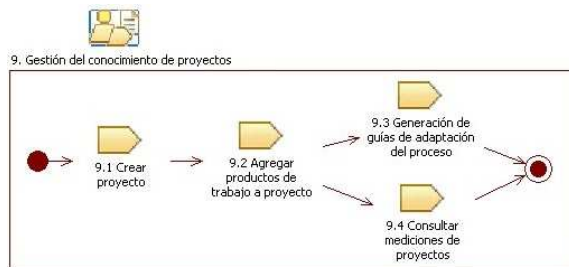 9. Gestión del conocimiento de proyectos
9.1 Crear
proyecto
9.2 Agregar
productos de
trabajo a proyecto
9.3 Generación de
guías de adaptación
del proceso
9.4 Consultar
mediciones de
proyectos